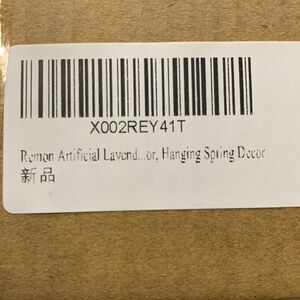 X002REY41T
Remon Artificial Lavend...or, Hanging Spring Decor
新品